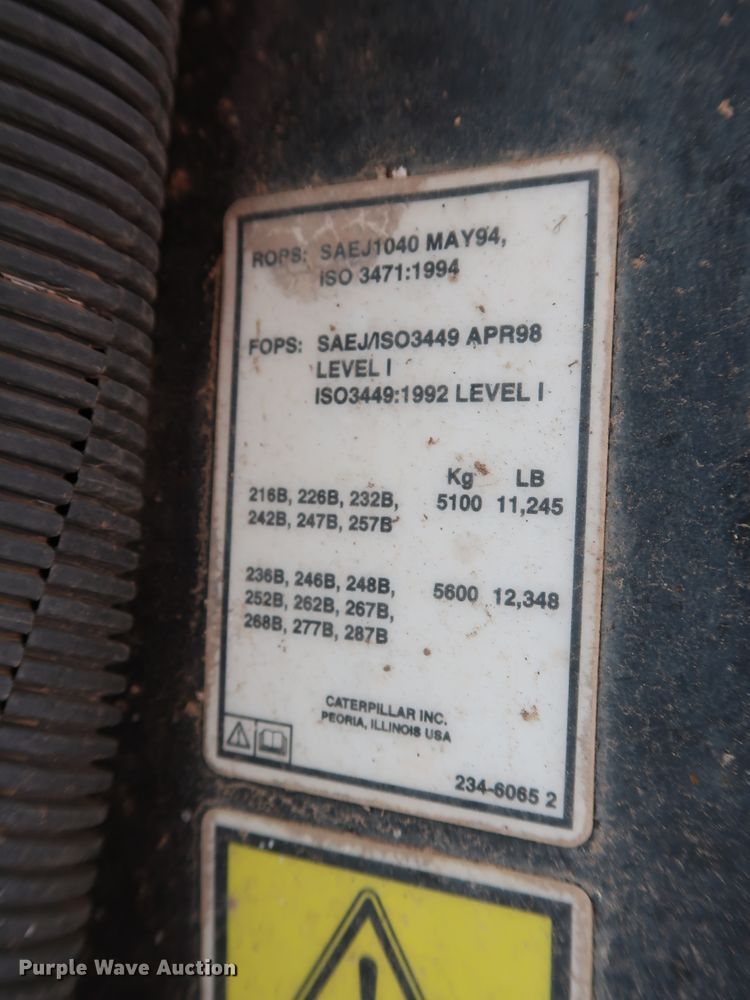 ROPS: SAEJ1040 MAY94,
ISO 3471:1994
FOPS: SAEJ/ISO3449 APR98
LEVEL I
ISO3449:1992 LEVEL I
Kg LB
216B, 226B, 232B, 5100 11,245
242B, 247B, 257B
236B, 246B, 248B, 5600 12,348
252B, 262B, 267B,
268B, 277B, 287B
CATERPILLAR INC.
PEORIA, ILLINOIS USA
234-6065 2
Purple Wave Auction